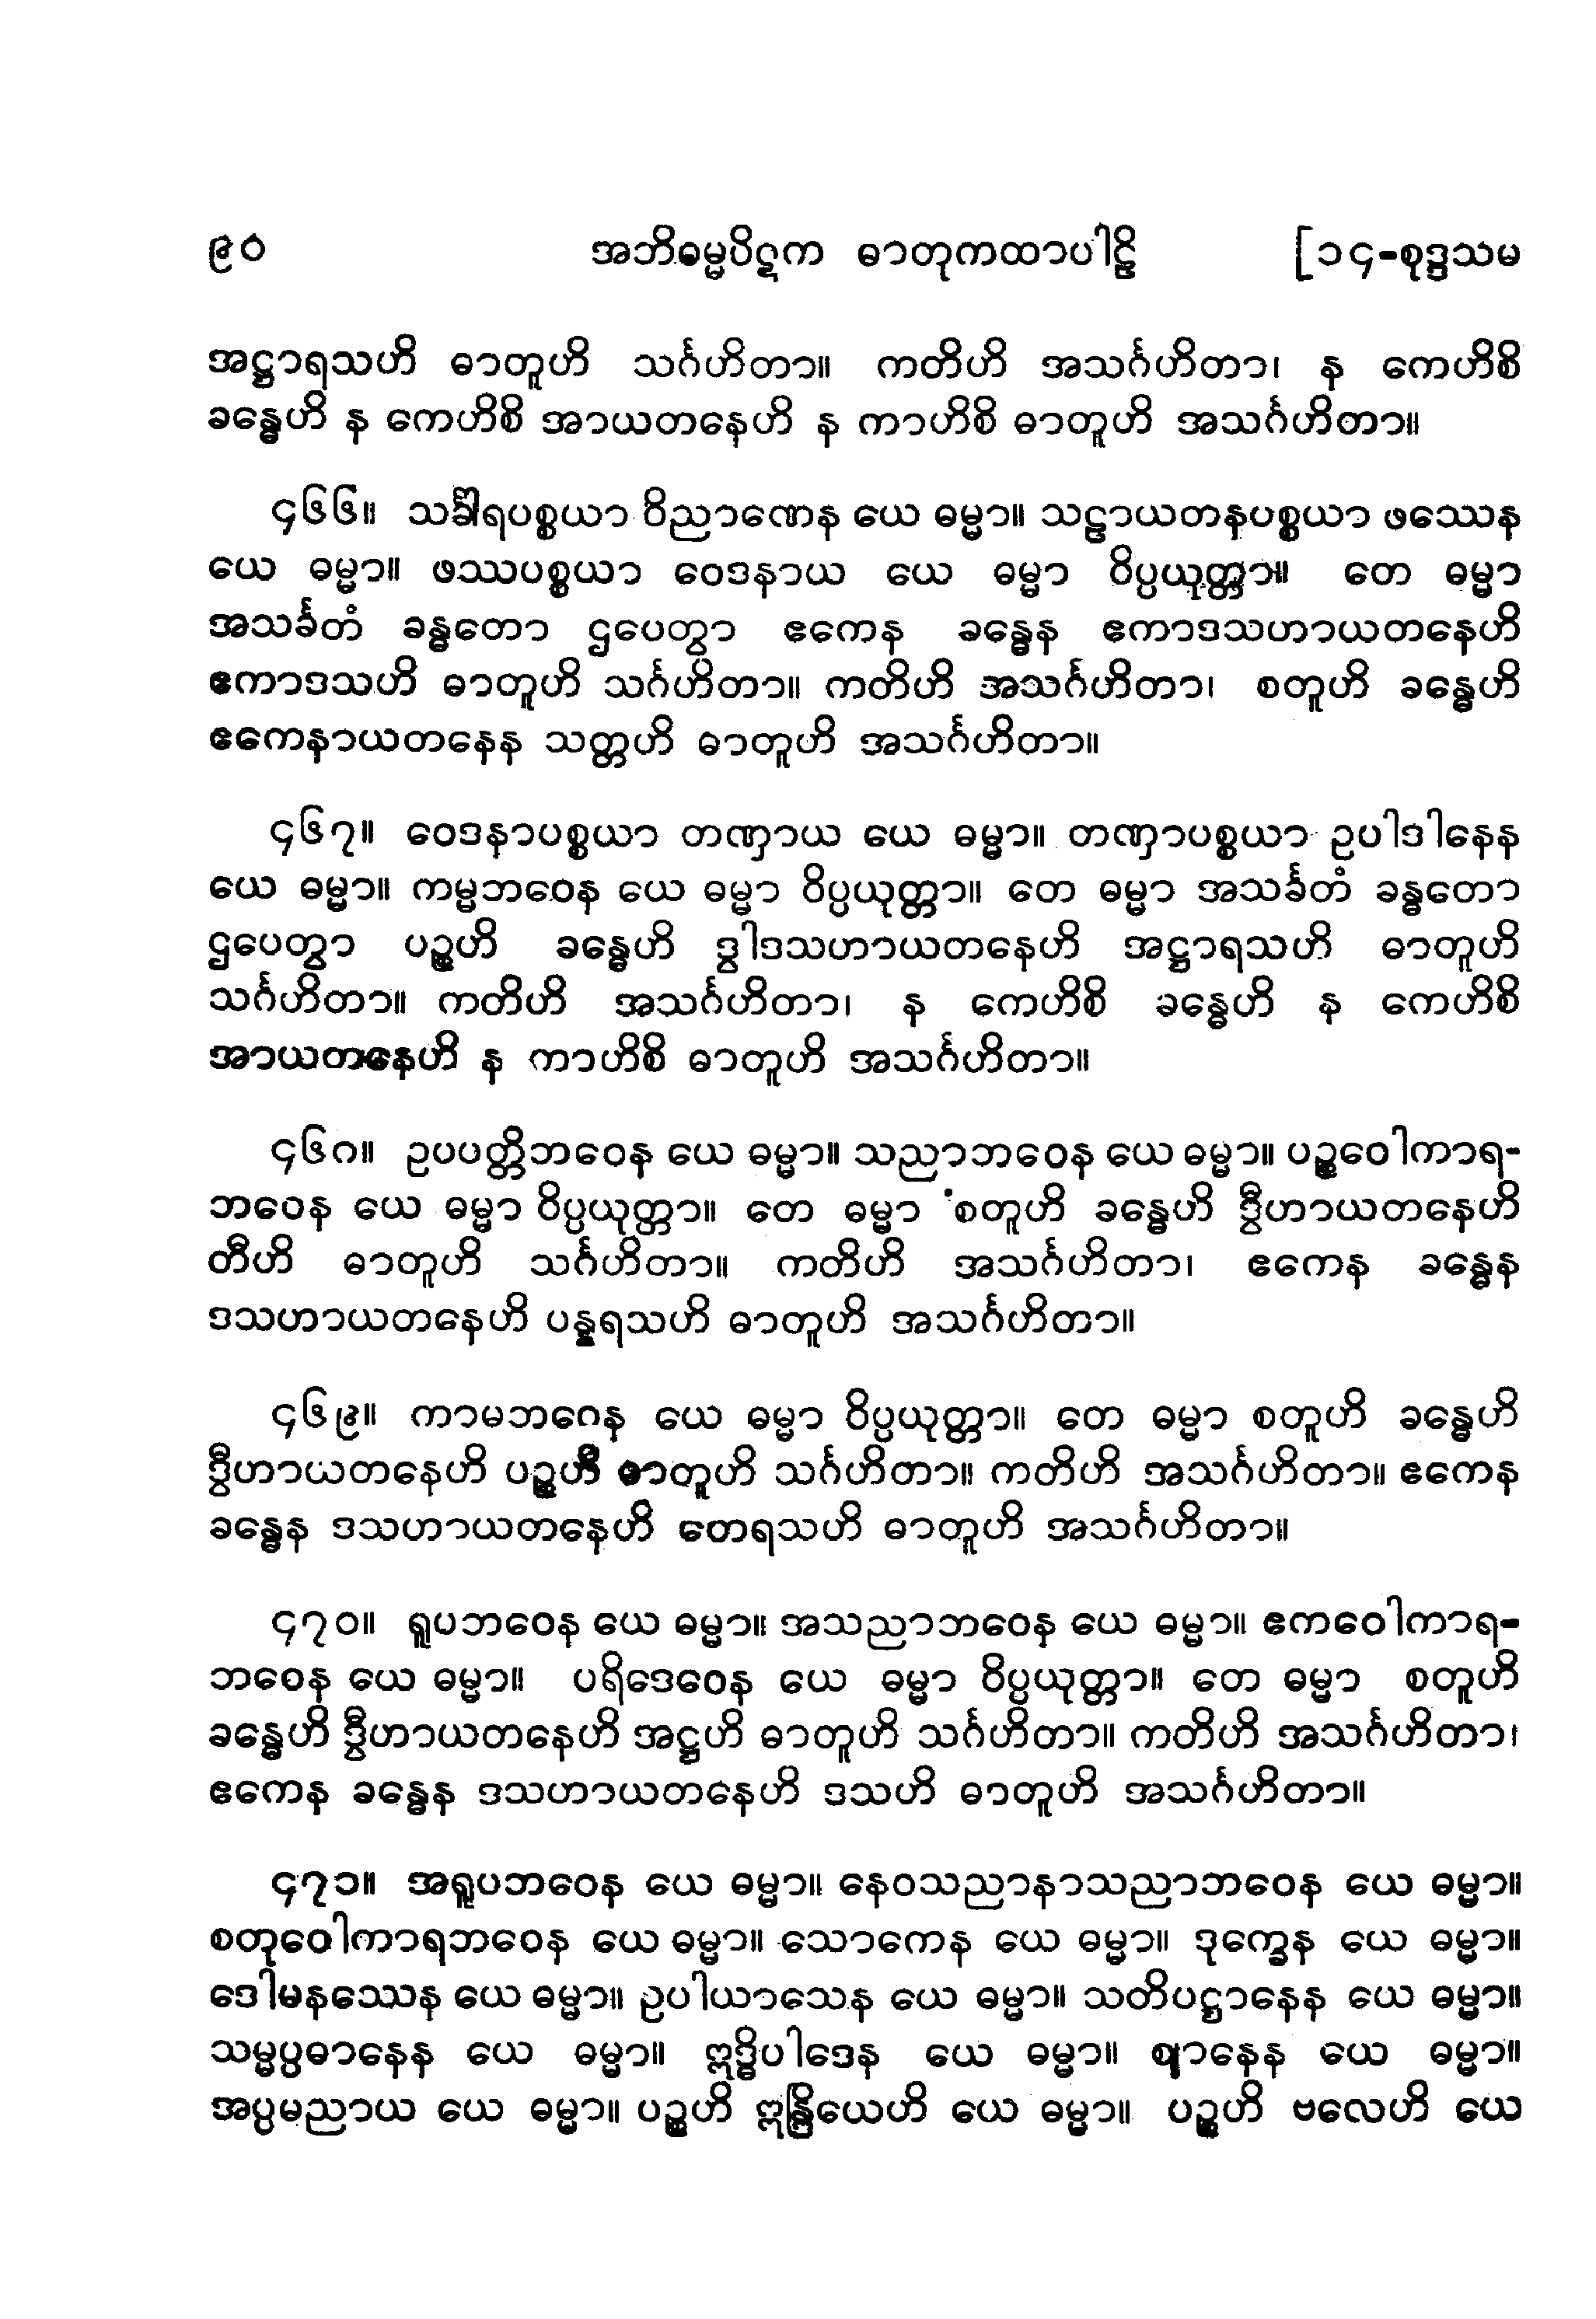 ၉၀ အဘိဓမ္မပိဋက ဓာတုကထာပါဠိ [၁၄-စုဒ္ဒသမ
အဋ္ဌာရသဟိ ဓာတူဟိ သင်္ဂဟိတာ။ ကတိဟိ အသင်္ဂဟိတာ၊ န ကေဟိစိ
ခန္ဓေဟိ န ကေဟိစိ အာယတနေဟိ န ကာဟိစိ ဓာတူဟိ အသင်္ဂဟိတာ။
၄၆၆။ သင်္ခါရပစ္စယာ ဝိညာဏေန ယေ ဓမ္မာ။ သဠာယတနပစ္စယာ ဖဿေန
ယေ ဓမ္မာ။ ဖဿပစ္စယာ ဝေဒနာယ ယေ ဓမ္မာ ဝိပ္ပယုတ္တာ။ တေ ဓမ္မာ
အသင်္ခတံ ခန္ဓတော ဌပေတွာ ဧကေန ခန္ဓေန ဧကာဒသဟာယတနေဟိ
ဧကာဒသဟိ ဓာတူဟိ သင်္ဂဟိတာ။ ကတိဟိ အသင်္ဂဟိတာ၊ စတူဟိ ခန္ဓေဟိ
ဧကေနာယတနေန သတ္တဟိ ဓာတူဟိ အသင်္ဂဟိတာ။
၄၆၇။ ဝေဒနာပစ္စယာ တဏှာယ ယေ ဓမ္မာ။ တဏှာပစ္စယာ ဥပါဒါနေန
ယေ ဓမ္မာ။ ကမ္မဘဝေန ယေ ဓမ္မာ ဝိပ္ပယုတ္တာ။ တေ ဓမ္မာ အသင်္ခတံ ခန္ဓတော
ဌပေတွာ ပဉ္စဟိ ခန္ဓေဟိ ဒွါဒသဟာယတနေဟိ အဋ္ဌာရသဟိ ဓာတူဟိ
သင်္ဂဟိတာ။ ကတိဟိ အသင်္ဂဟိတာ၊ န ကေဟိစိ ခန္ဓေဟိ န ကေဟိစိ
အာယတနေဟိ န ကာဟိစိ ဓာတူဟိ အသင်္ဂဟိတာ။
၄၆၈။ ဥပပတ္တိဘဝေန ယေ ဓမ္မာ။ သညာဘဝေန ယေ ဓမ္မာ။ ပဉ္စဝေါကာရ-
ဘဝေန ယေ ဓမ္မာ ဝိပ္ပယုတ္တာ။ တေ ဓမ္မာ စတူဟိ ခန္ဓေဟိ ဒွီဟာယတနေဟိ
တီဟိ ဓာတူဟိ သင်္ဂဟိတာ။ ကတိဟိ အသင်္ဂဟိတာ၊ ဧကေန ခန္ဓေန
ဒသဟာယတနေဟိ ပန္နရသဟိ ဓာတူဟိ အသင်္ဂဟိတာ။
၄၆၉။ ကာမဘဂေန ယေ ဓမ္မာ ဝိပ္ပယုတ္တာ။ တေ ဓမ္မာ စတူဟိ ခန္ဓေဟိ
ဒွီဟာယတနေဟိ ပဉ္စဟိ ဓာတူဟိ သင်္ဂဟိတာ။ ကတိဟိ အသင်္ဂဟိတာ။ ဧကေန
ခန္ဓေန ဒသဟာယတနေဟိ တေရသဟိ ဓာတူဟိ အသင်္ဂဟိတာ။
၄၇၀။ ရူပဘဝေန ယေ ဓမ္မာ။ အသညာဘဝေန ယေ ဓမ္မာ။ ဧကဝေါကာရ-
ဘဝေန ယေ ဓမ္မာ။ ပရိဒေဝေန ယေ ဓမ္မာ ဝိပ္ပယုတ္တာ။ တေ ဓမ္မာ စတူဟိ
ခန္ဓေဟိ ဒွီဟာယတနေဟိ အဋ္ဌဟိ ဓာတူဟိ သင်္ဂဟိတာ။ ကတိဟိ အသင်္ဂဟိတာ၊
ဧကေန ခန္ဓေန ဒသဟာယတနေဟိ ဒသဟိ ဓာတူဟိ အသင်္ဂဟိတာ။
၄၇၁။ အရူပဘဝေန ယေ ဓမ္မာ။ နေဝသညာနာသညာဘဝေန ယေ ဓမ္မာ။
စတုဝေါကာရဘဝေန ယေ ဓမ္မာ။ သောကေန ယေ ဓမ္မာ။ ဒုက္ခေန ယေ ဓမ္မာ။
ဒေါမနဿေန ယေ ဓမ္မာ။ ဥပါယာသေန ယေ ဓမ္မာ။ သတိပဋ္ဌာနေန ယေ ဓမ္မာ။
သမ္မပ္ပဓာနေန ယေ ဓမ္မာ။ ဣဒ္ဓိပါဒေန ယေ ဓမ္မာ။ ဈာနေန ယေ ဓမ္မာ။
အပ္ပမညာယ ယေ ဓမ္မာ။ ပဉ္စဟိ ဣန္ဒြိယေဟိ ယေ ဓမ္မာ။ ပဉ္စဟိ ဗလေဟိ ယေ